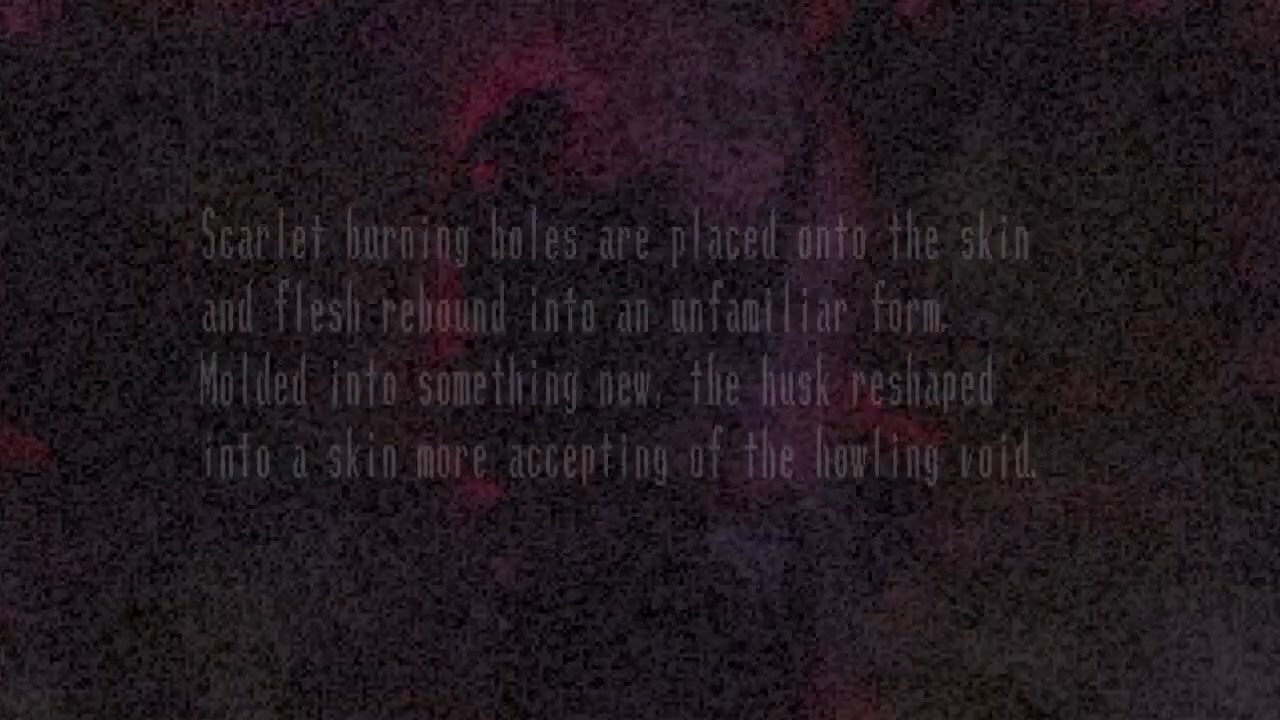 Scarlet burning holes are placed onto the skin
and flesh rebound into an unfamiliar form.
Molded into something new, the husk reshaped
into a skin more accepting of the howling void.